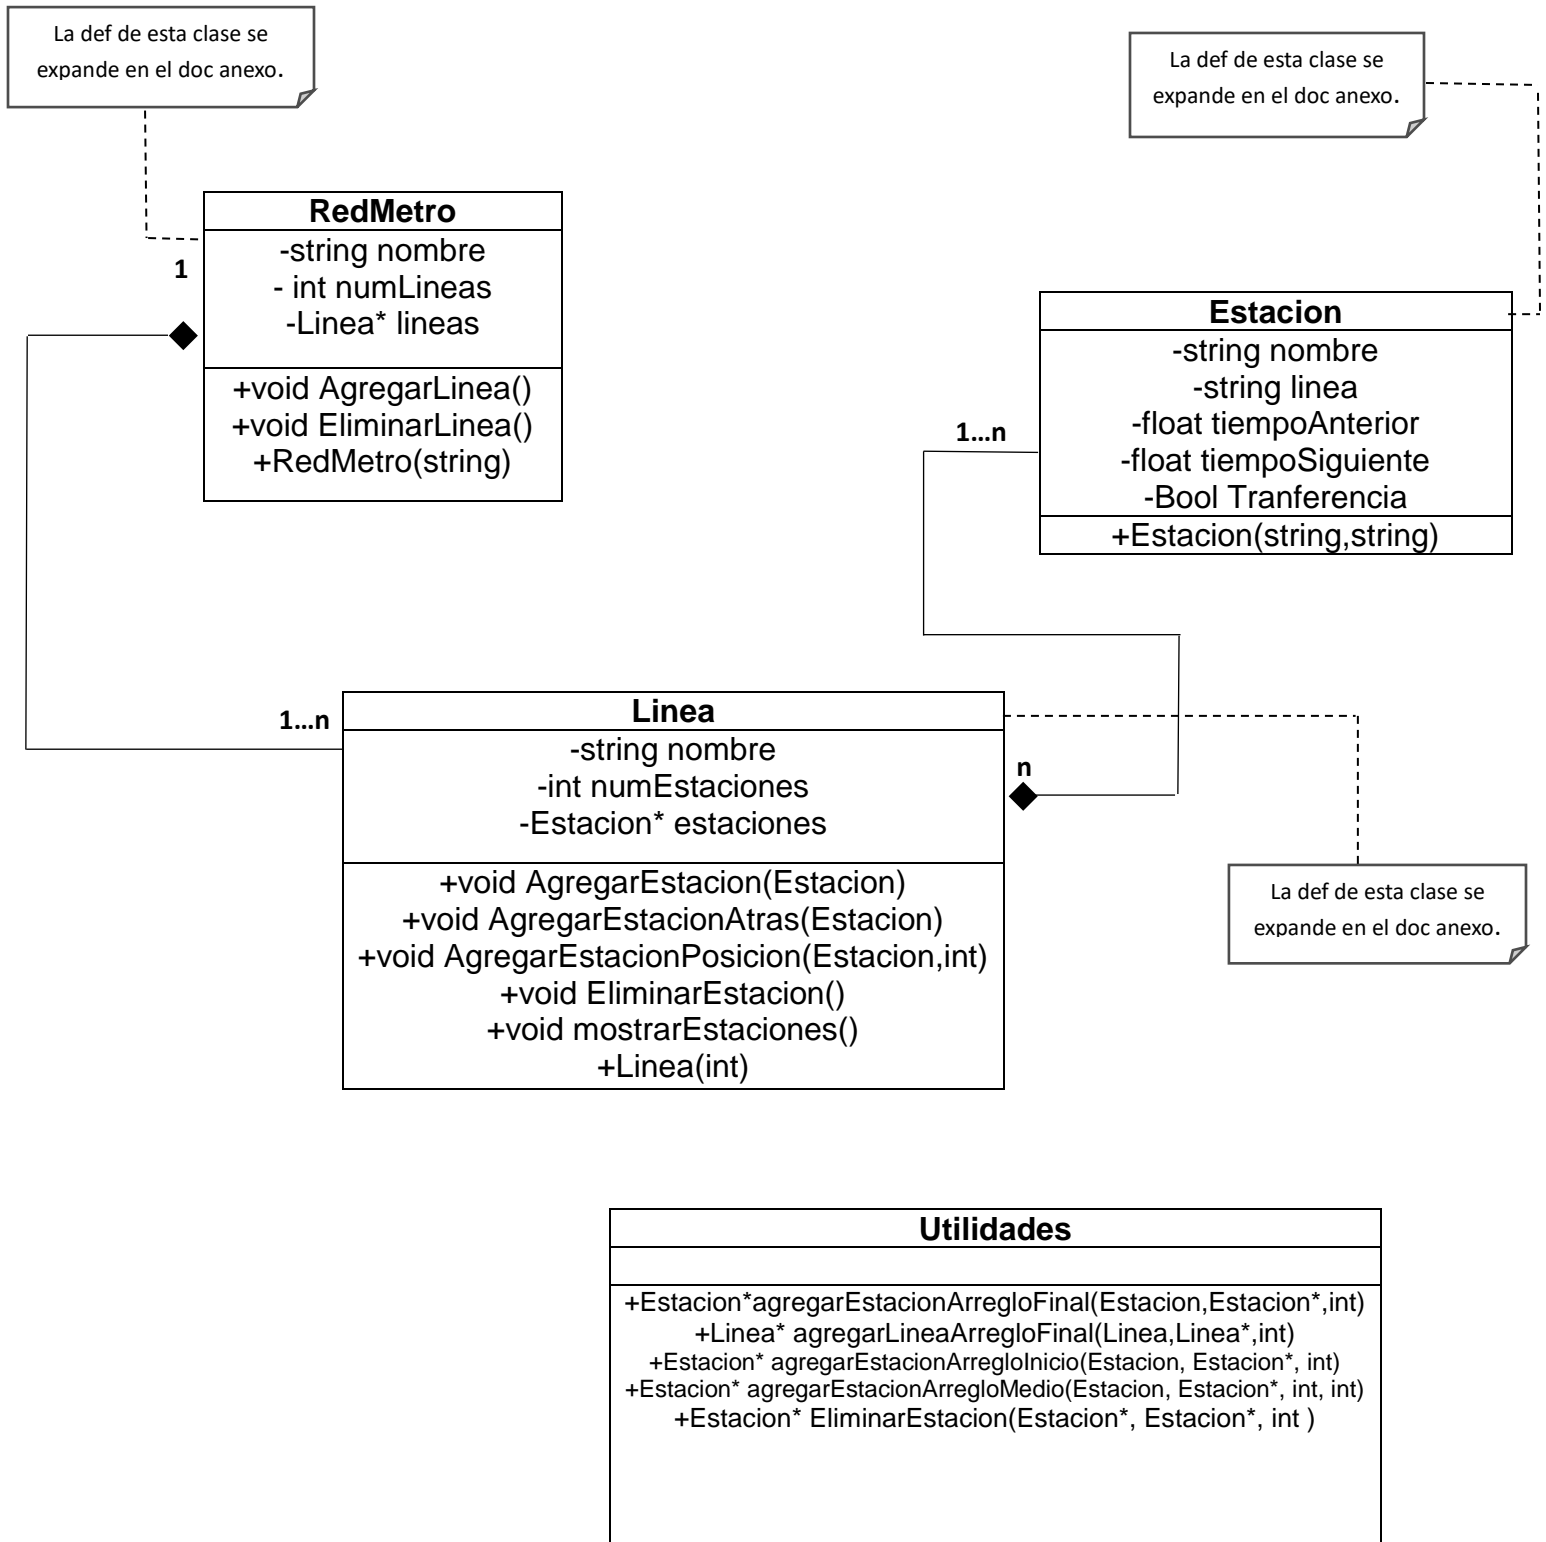 La def de esta clase se
expande en el doc anexo.
La def de esta clase se
expande en el doc anexo.
RedMetro
-string nombre
- int numLineas
-Linea* lineas
+void AgregarLinea()
+void EliminarLinea()
+RedMetro(string)
1
Estacion
-string nombre
-string linea
-float tiempoAnterior
-float tiempoSiguiente
-Bool Tranferencia
+Estacion(string,string)
1...n
1...n
Linea
-string nombre
-int numEstaciones
-Estacion* estaciones
+void AgregarEstacion(Estacion)
+void AgregarEstacionAtras(Estacion)
+void AgregarEstacionPosicion(Estacion,int)
+void EliminarEstacion()
+void mostrarEstaciones()
+Linea(int)
n
La def de esta clase se
expande en el doc anexo.
Utilidades
+Estacion*agregarEstacionArregloFinal(Estacion,Estacion*,int)
+Linea* agregarLineaArregloFinal(Linea,Linea*,int)
+Estacion* agregarEstacionArregloInicio(Estacion, Estacion*, int)
+Estacion* agregarEstacionArregloMedio(Estacion, Estacion*, int, int)
+Estacion* EliminarEstacion(Estacion*, Estacion*, int )